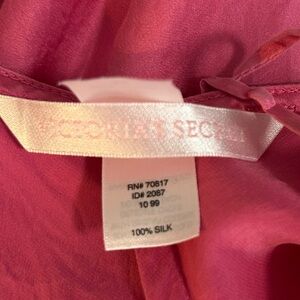 VICTORIA'S SECRET
RN# 70817
ID# 2087
10 99
100% SILK